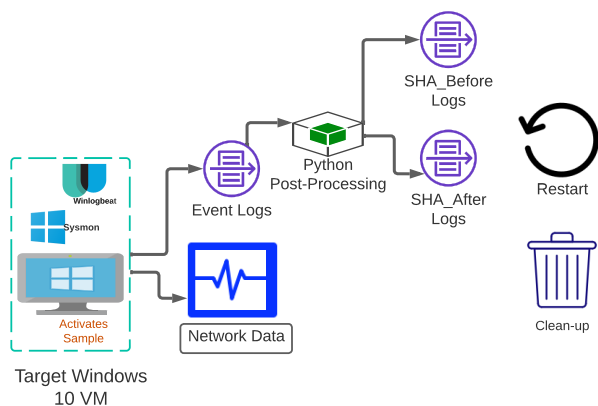 SHA_Before
Logs
Python
Post-Processing
Restart
Winlogbeat
Event Logs
SHA_After
Logs
Sysmon
Network Data
Activates
Sample
Clean-up
Target Windows
10 VM